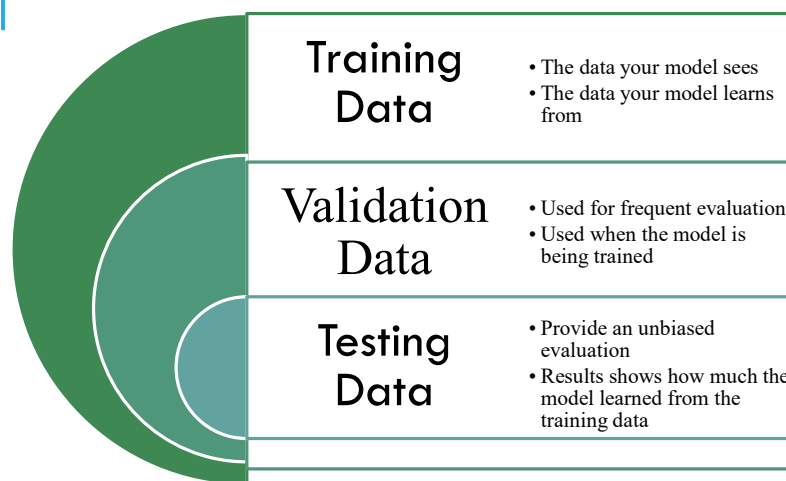 Training
Data
• The data your model sees
• The data your model learns
from
Validation
Data
• Used for frequent evaluation
• Used when the model is
being trained
Testing
Data
• Provide an unbiased
evaluation
• Results shows how much the
model learned from the
training data